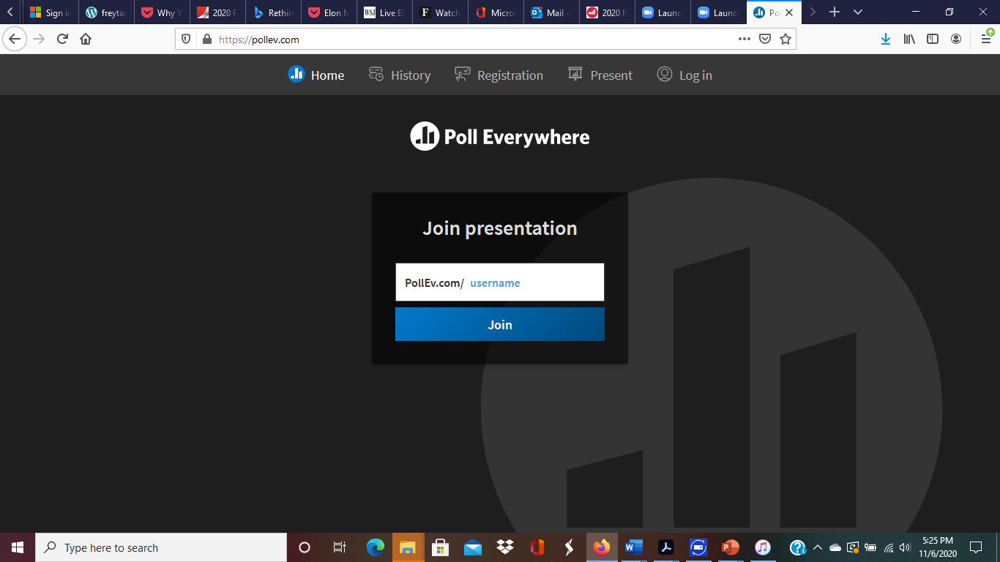 Sign in
freyta
Why Y
2020 F
Rethin
Elon M
WSJ Live El
F Watch
Micros
Mail -
2020 F
Launc
Launc
Po
https://pollev.com
Home History Registration Present Log in
Poll Everywhere
Join presentation
PollEv.com/ username
Join
Type here to search
5:25 PM
11/6/2020